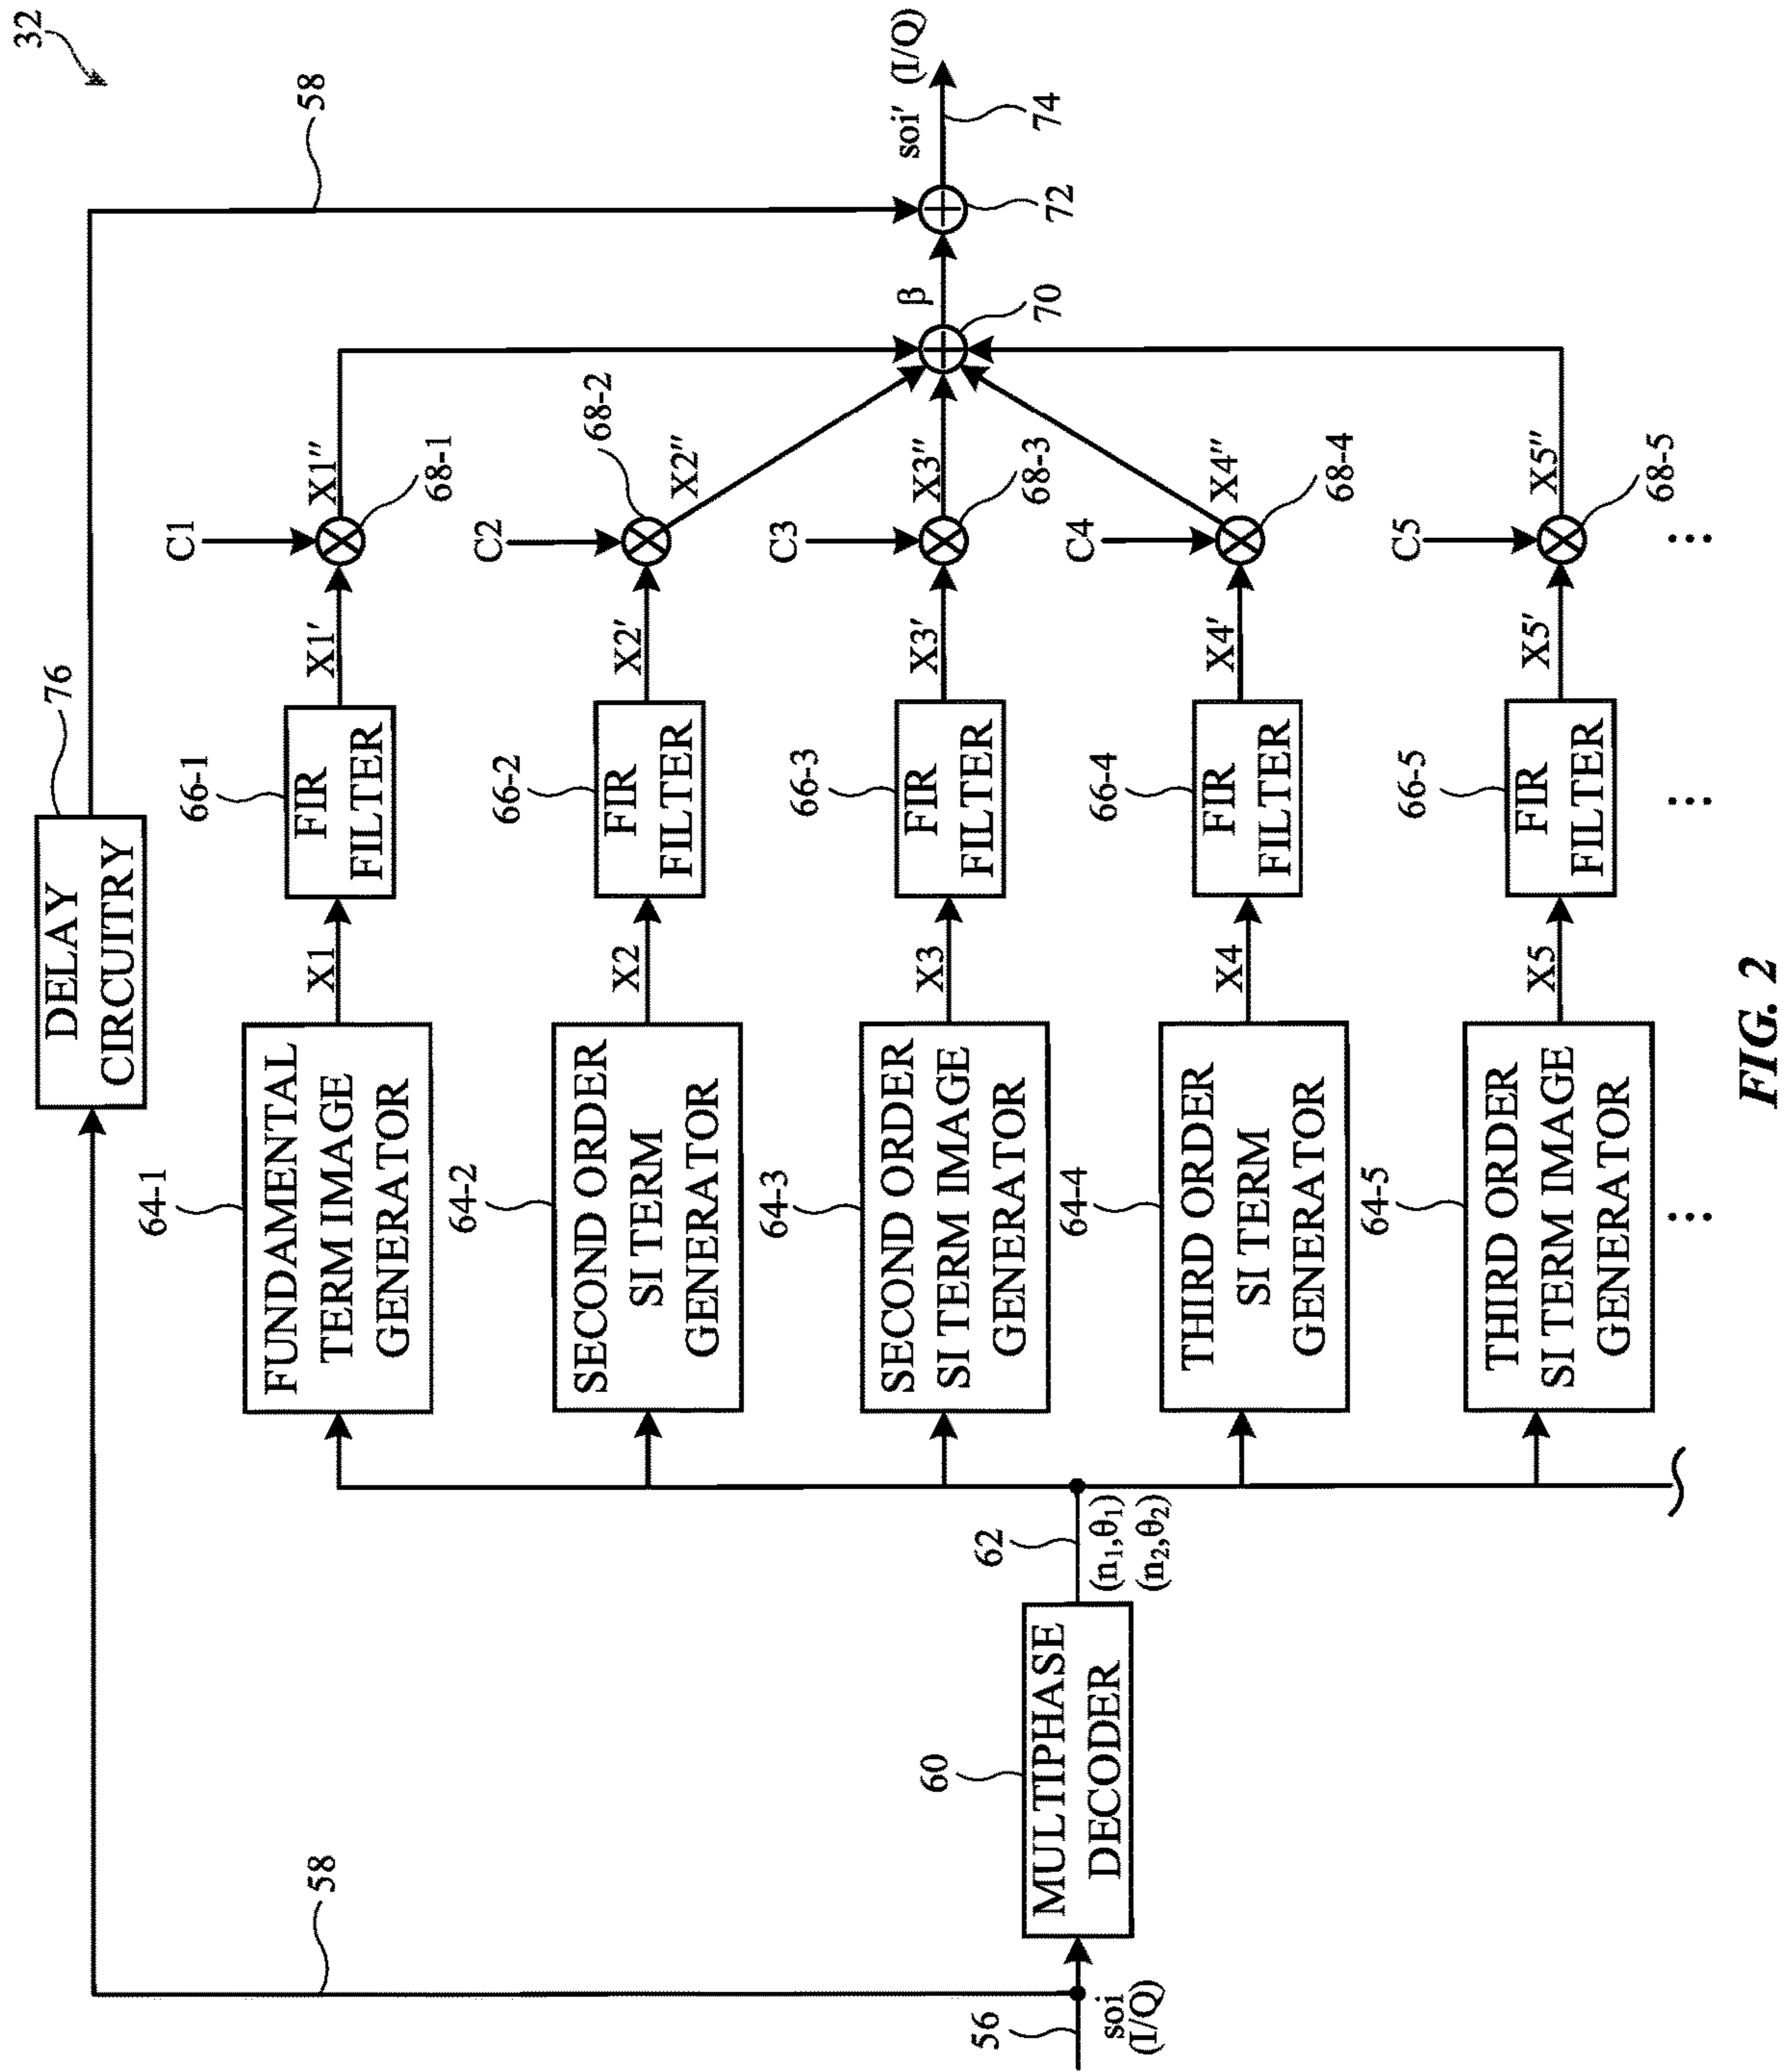 32
58
76
DELAY
CIRCUITRY
58
64-1
FUNDAMENTAL
TERM IMAGE
GENERATOR
X1
66-1
FIR
FILTER
X1'
C1
X1''
68-1
64-2
SECOND ORDER
SI TERM
GENERATOR
X2
66-2
FIR
FILTER
X2'
C2
68-2
X2''
64-3
SECOND ORDER
SI TERM IMAGE
GENERATOR
X3
66-3
FIR
FILTER
X3'
C3
X3''
68-3
β
70
72
soi' (I/Q)
74
56
soi
(I/Q)
60
MULTIPHASE
DECODER
62
(n₁,θ₁)
(n₂,θ₂)
64-4
THIRD ORDER
SI TERM
GENERATOR
X4
66-4
FIR
FILTER
X4'
C4
X4''
68-4
64-5
THIRD ORDER
SI TERM IMAGE
GENERATOR
X5
66-5
FIR
FILTER
X5'
C5
X5''
68-5
...
...
...
FIG. 2